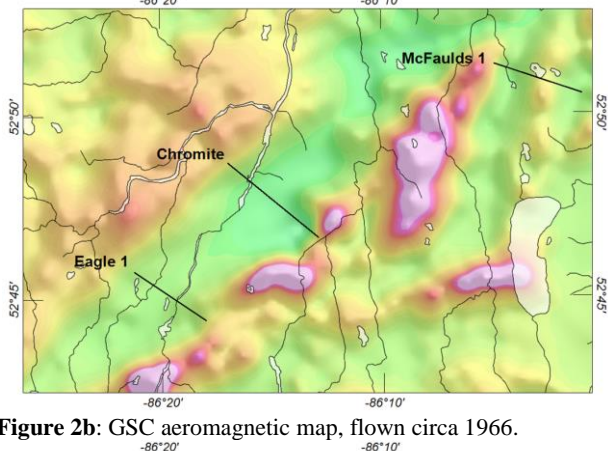 -86°20' -86°10'
McFaulds 1
52°50' 52°50'
Chromite
Eagle 1
52°45' 52°45'
-86°20' -86°10'
Figure 2b: GSC aeromagnetic map, flown circa 1966.
-86°20' -86°10'